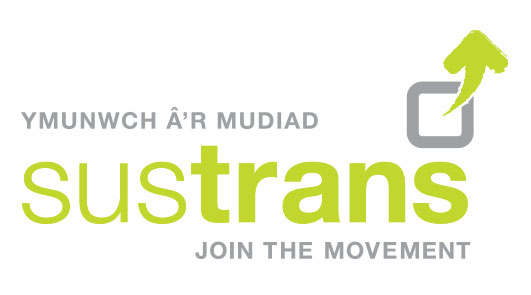 YMUNWCH Â'R MUDIAD
sustrans
JOIN THE MOVEMENT